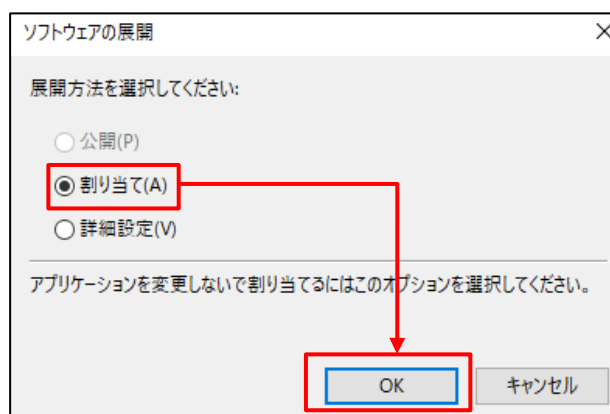 ソフトウェアの展開
展開方法を選択してください:
公開(P)
割り当て(A)
詳細設定(V)
アプリケーションを変更しないで割り当てるにはこのオプションを選択してください。
OK
キャンセル